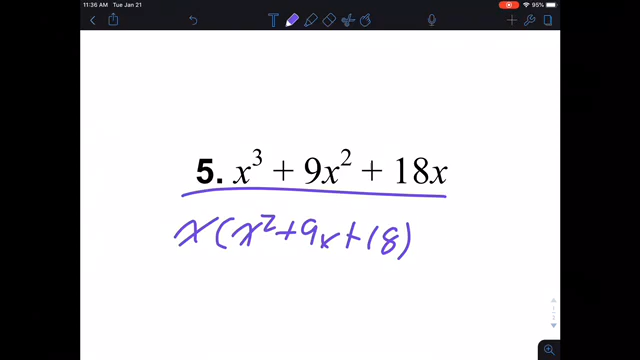 11:36 AM Tue Jan 21
95%
T
5. x³ + 9x² + 18x
x(x²+9x+18)